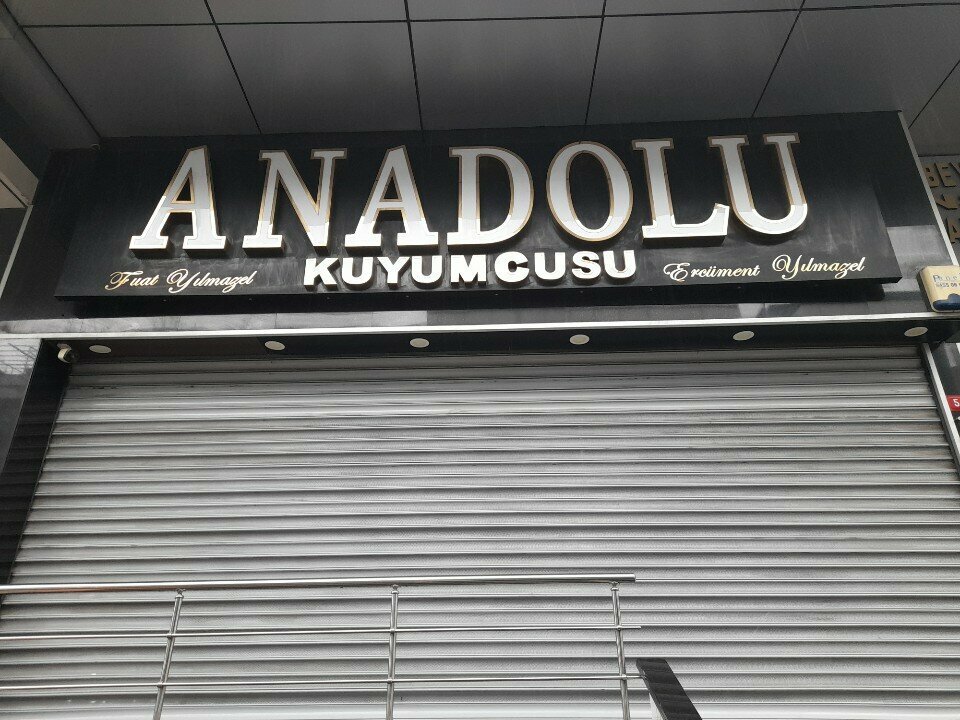 ANADOLU
KUYUMCUSU
Fuat Yılmazel
Ercüment Yılmazel